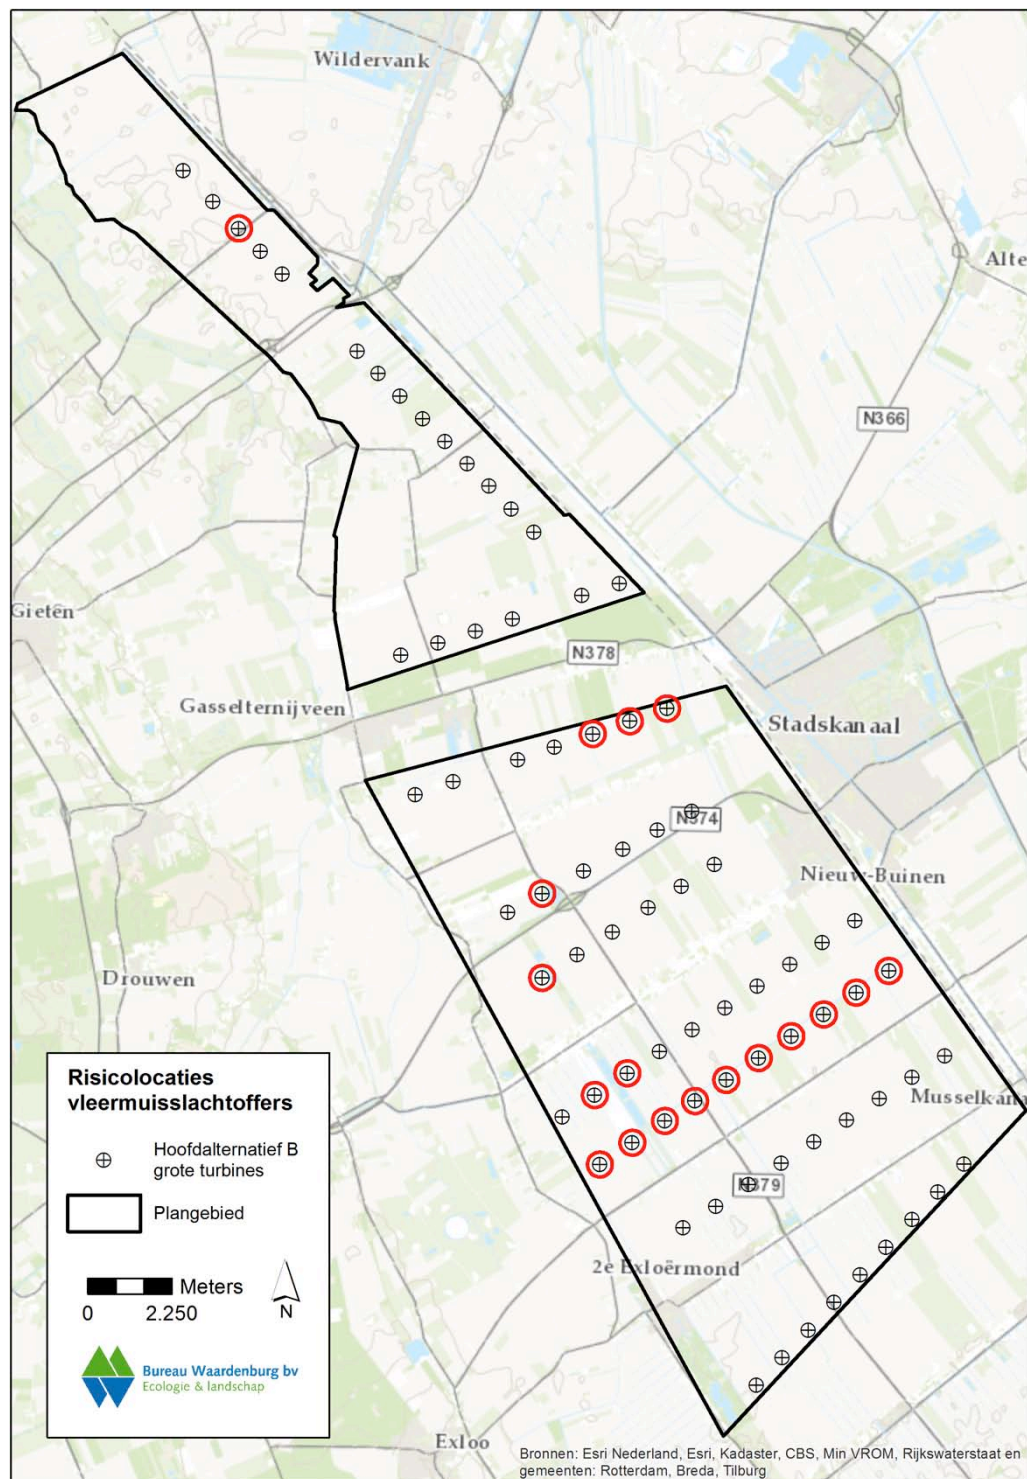 Wildervank
Alte
N366
Gieten
N378
Gasselternijveen
Stadskanaal
N374
Nieuw-Buinen
Drouwen
Musselkana
N379
2e Exloërmond
Exloo
Risicolocaties
vleermuisslachtoffers
Hoofdalternatief B
grote turbines
Plangebied
Meters
0 2.250
N
Bureau Waardenburg bv
Ecologie & landschap
Bronnen: Esri Nederland, Esri, Kadaster, CBS, Min VROM, Rijkswaterstaat en
gemeenten: Rotterdam, Breda, Tilburg